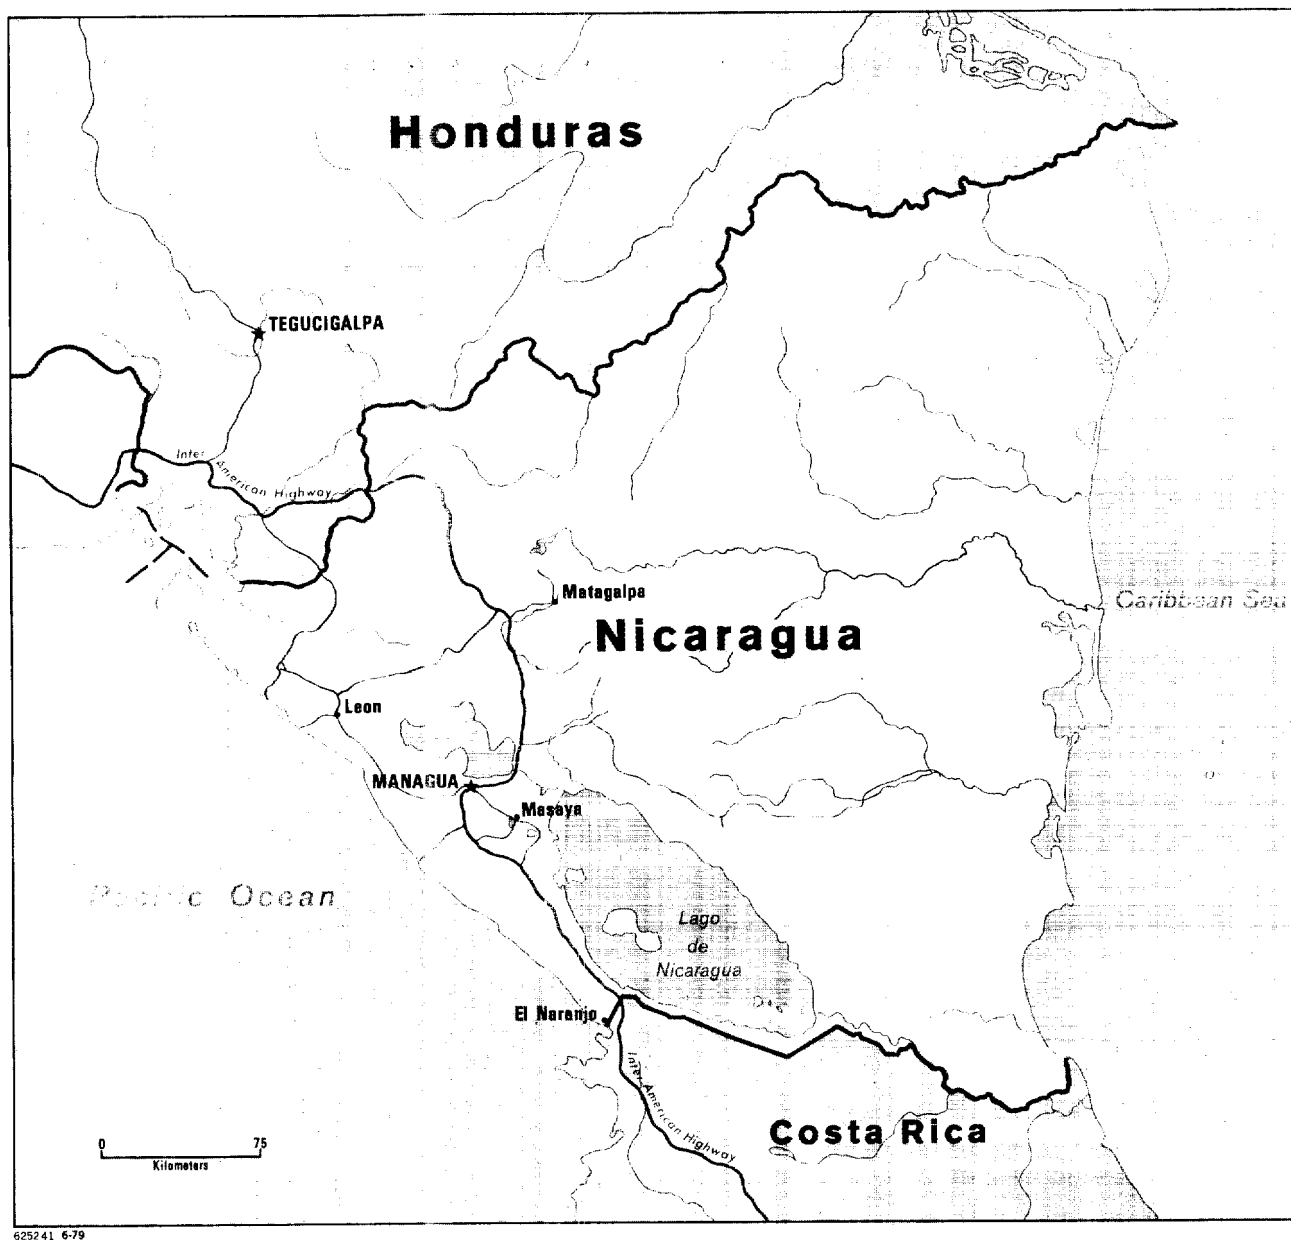 Honduras
TEGUCIGALPA
Inter American Highway
Matagalpa
Caribbean Sea
Nicaragua
Leon
MANAGUA
Masaya
Pacific Ocean
Lago
de
Nicaragua
El Naranjo
Inter American Highway
Costa Rica
0 75
Kilometers
625241 6-79